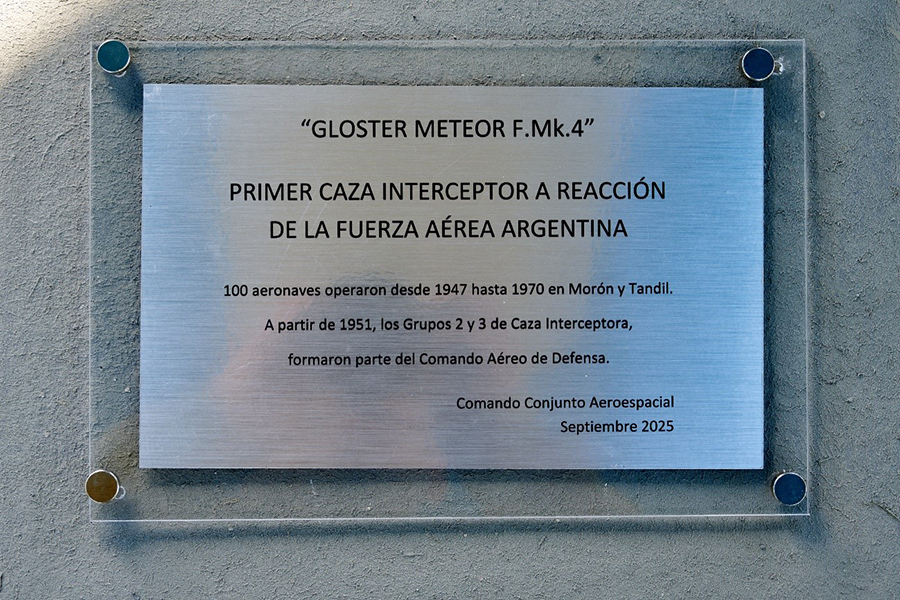 “GLOSTER METEOR F.Mk.4”
PRIMER CAZA INTERCEPTOR A REACCIÓN
DE LA FUERZA AÉREA ARGENTINA
100 aeronaves operaron desde 1947 hasta 1970 en Morón y Tandil.
A partir de 1951, los Grupos 2 y 3 de Caza Interceptora,
formaron parte del Comando Aéreo de Defensa.
Comando Conjunto Aeroespacial
Septiembre 2025